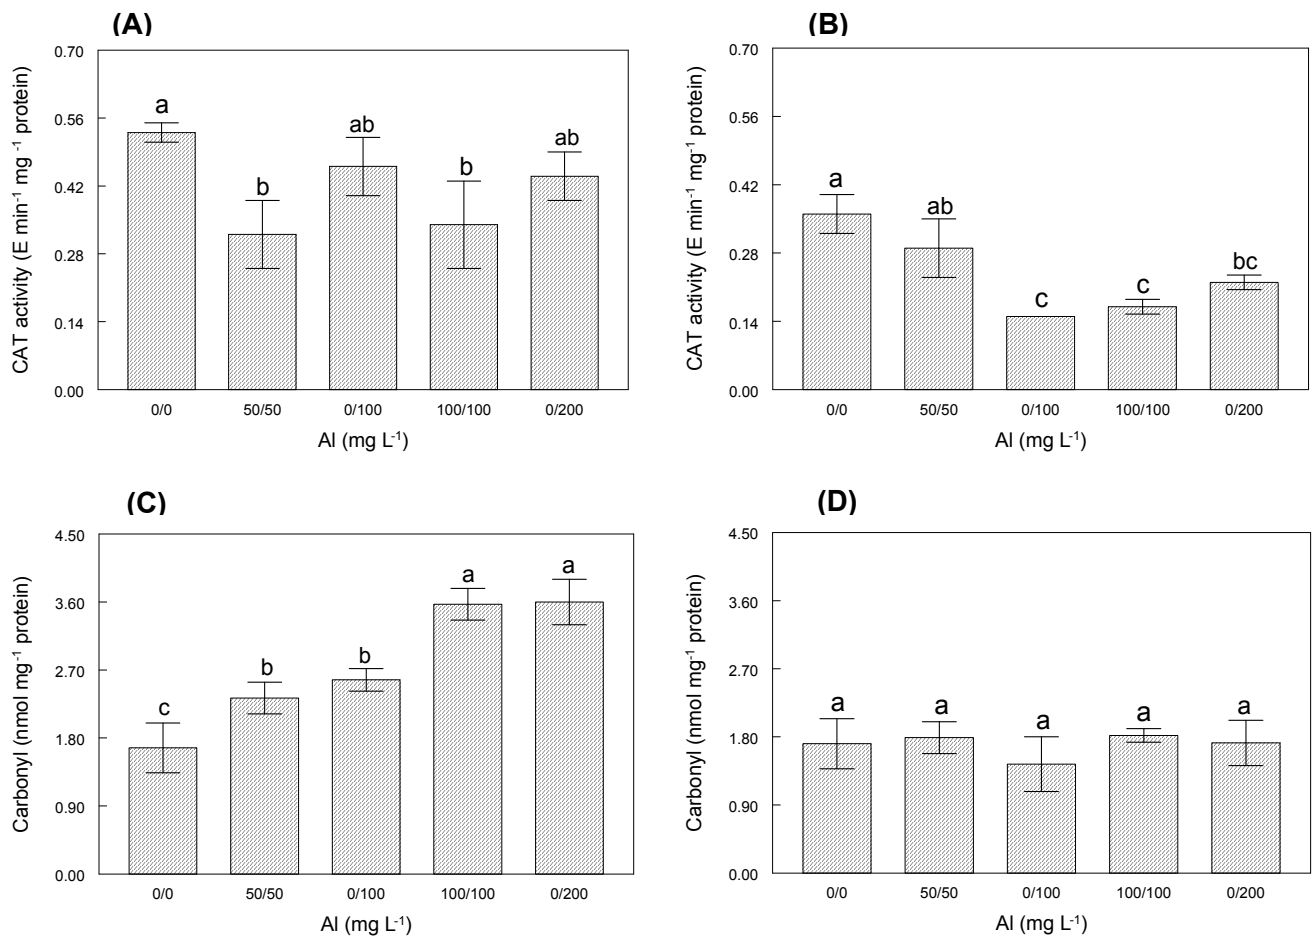 (A)
CAT activity (E min⁻¹ mg ⁻¹ protein)
0.70
0.56
0.42
0.28
0.14
0.00
a
b
ab
b
ab
0/0 50/50 0/100 100/100 0/200
Al (mg L⁻¹)
(B)
CAT activity (E min⁻¹ mg ⁻¹ protein)
0.70
0.56
0.42
0.28
0.14
0.00
a
ab
c
c
bc
0/0 50/50 0/100 100/100 0/200
Al (mg L⁻¹)
(C)
Carbonyl (nmol mg⁻¹ protein)
4.50
3.60
2.70
1.80
0.90
0.00
c
b
b
a
a
0/0 50/50 0/100 100/100 0/200
Al (mg L⁻¹)
(D)
Carbonyl (nmol mg⁻¹ protein)
4.50
3.60
2.70
1.80
0.90
0.00
a
a
a
a
a
0/0 50/50 0/100 100/100 0/200
Al (mg L⁻¹)